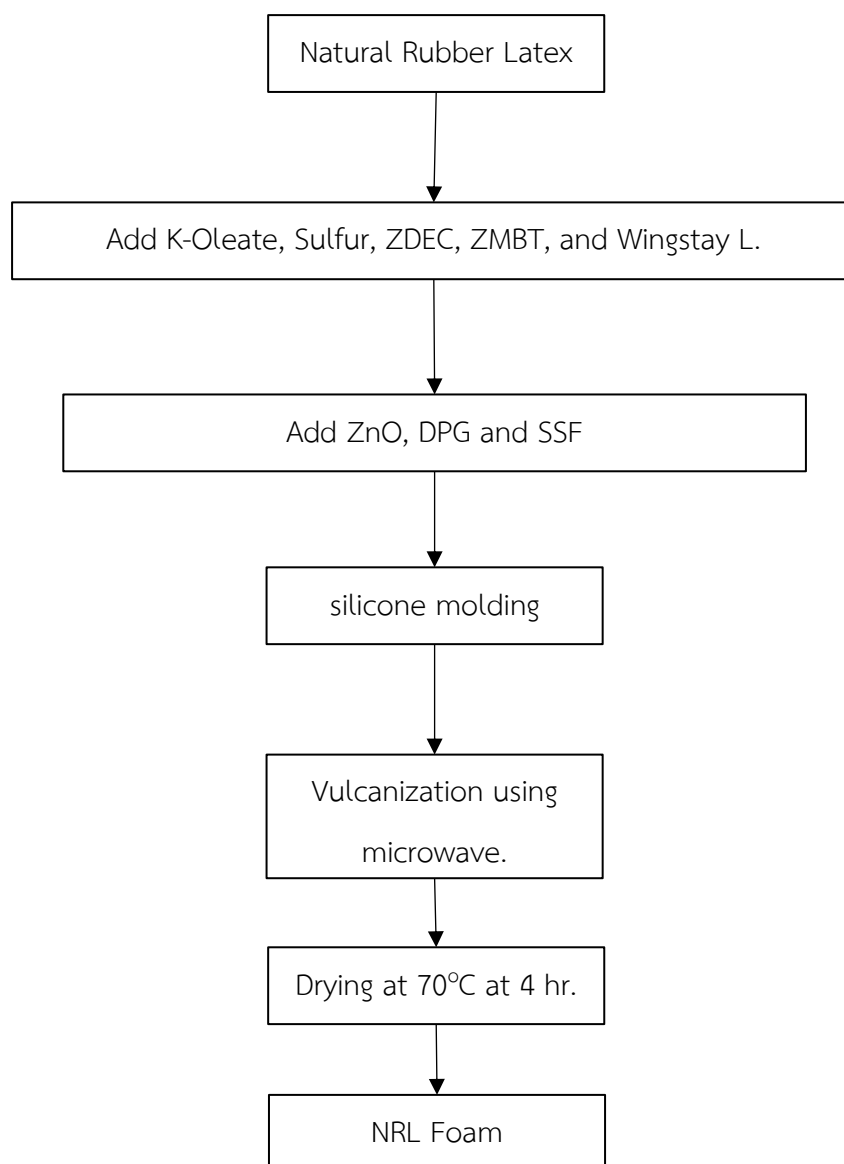 Natural Rubber Latex
Add K-Oleate, Sulfur, ZDEC, ZMBT, and Wingstay L.
Add ZnO, DPG and SSF
silicone molding
Vulcanization using
microwave.
Drying at 70°C at 4 hr.
NRL Foam